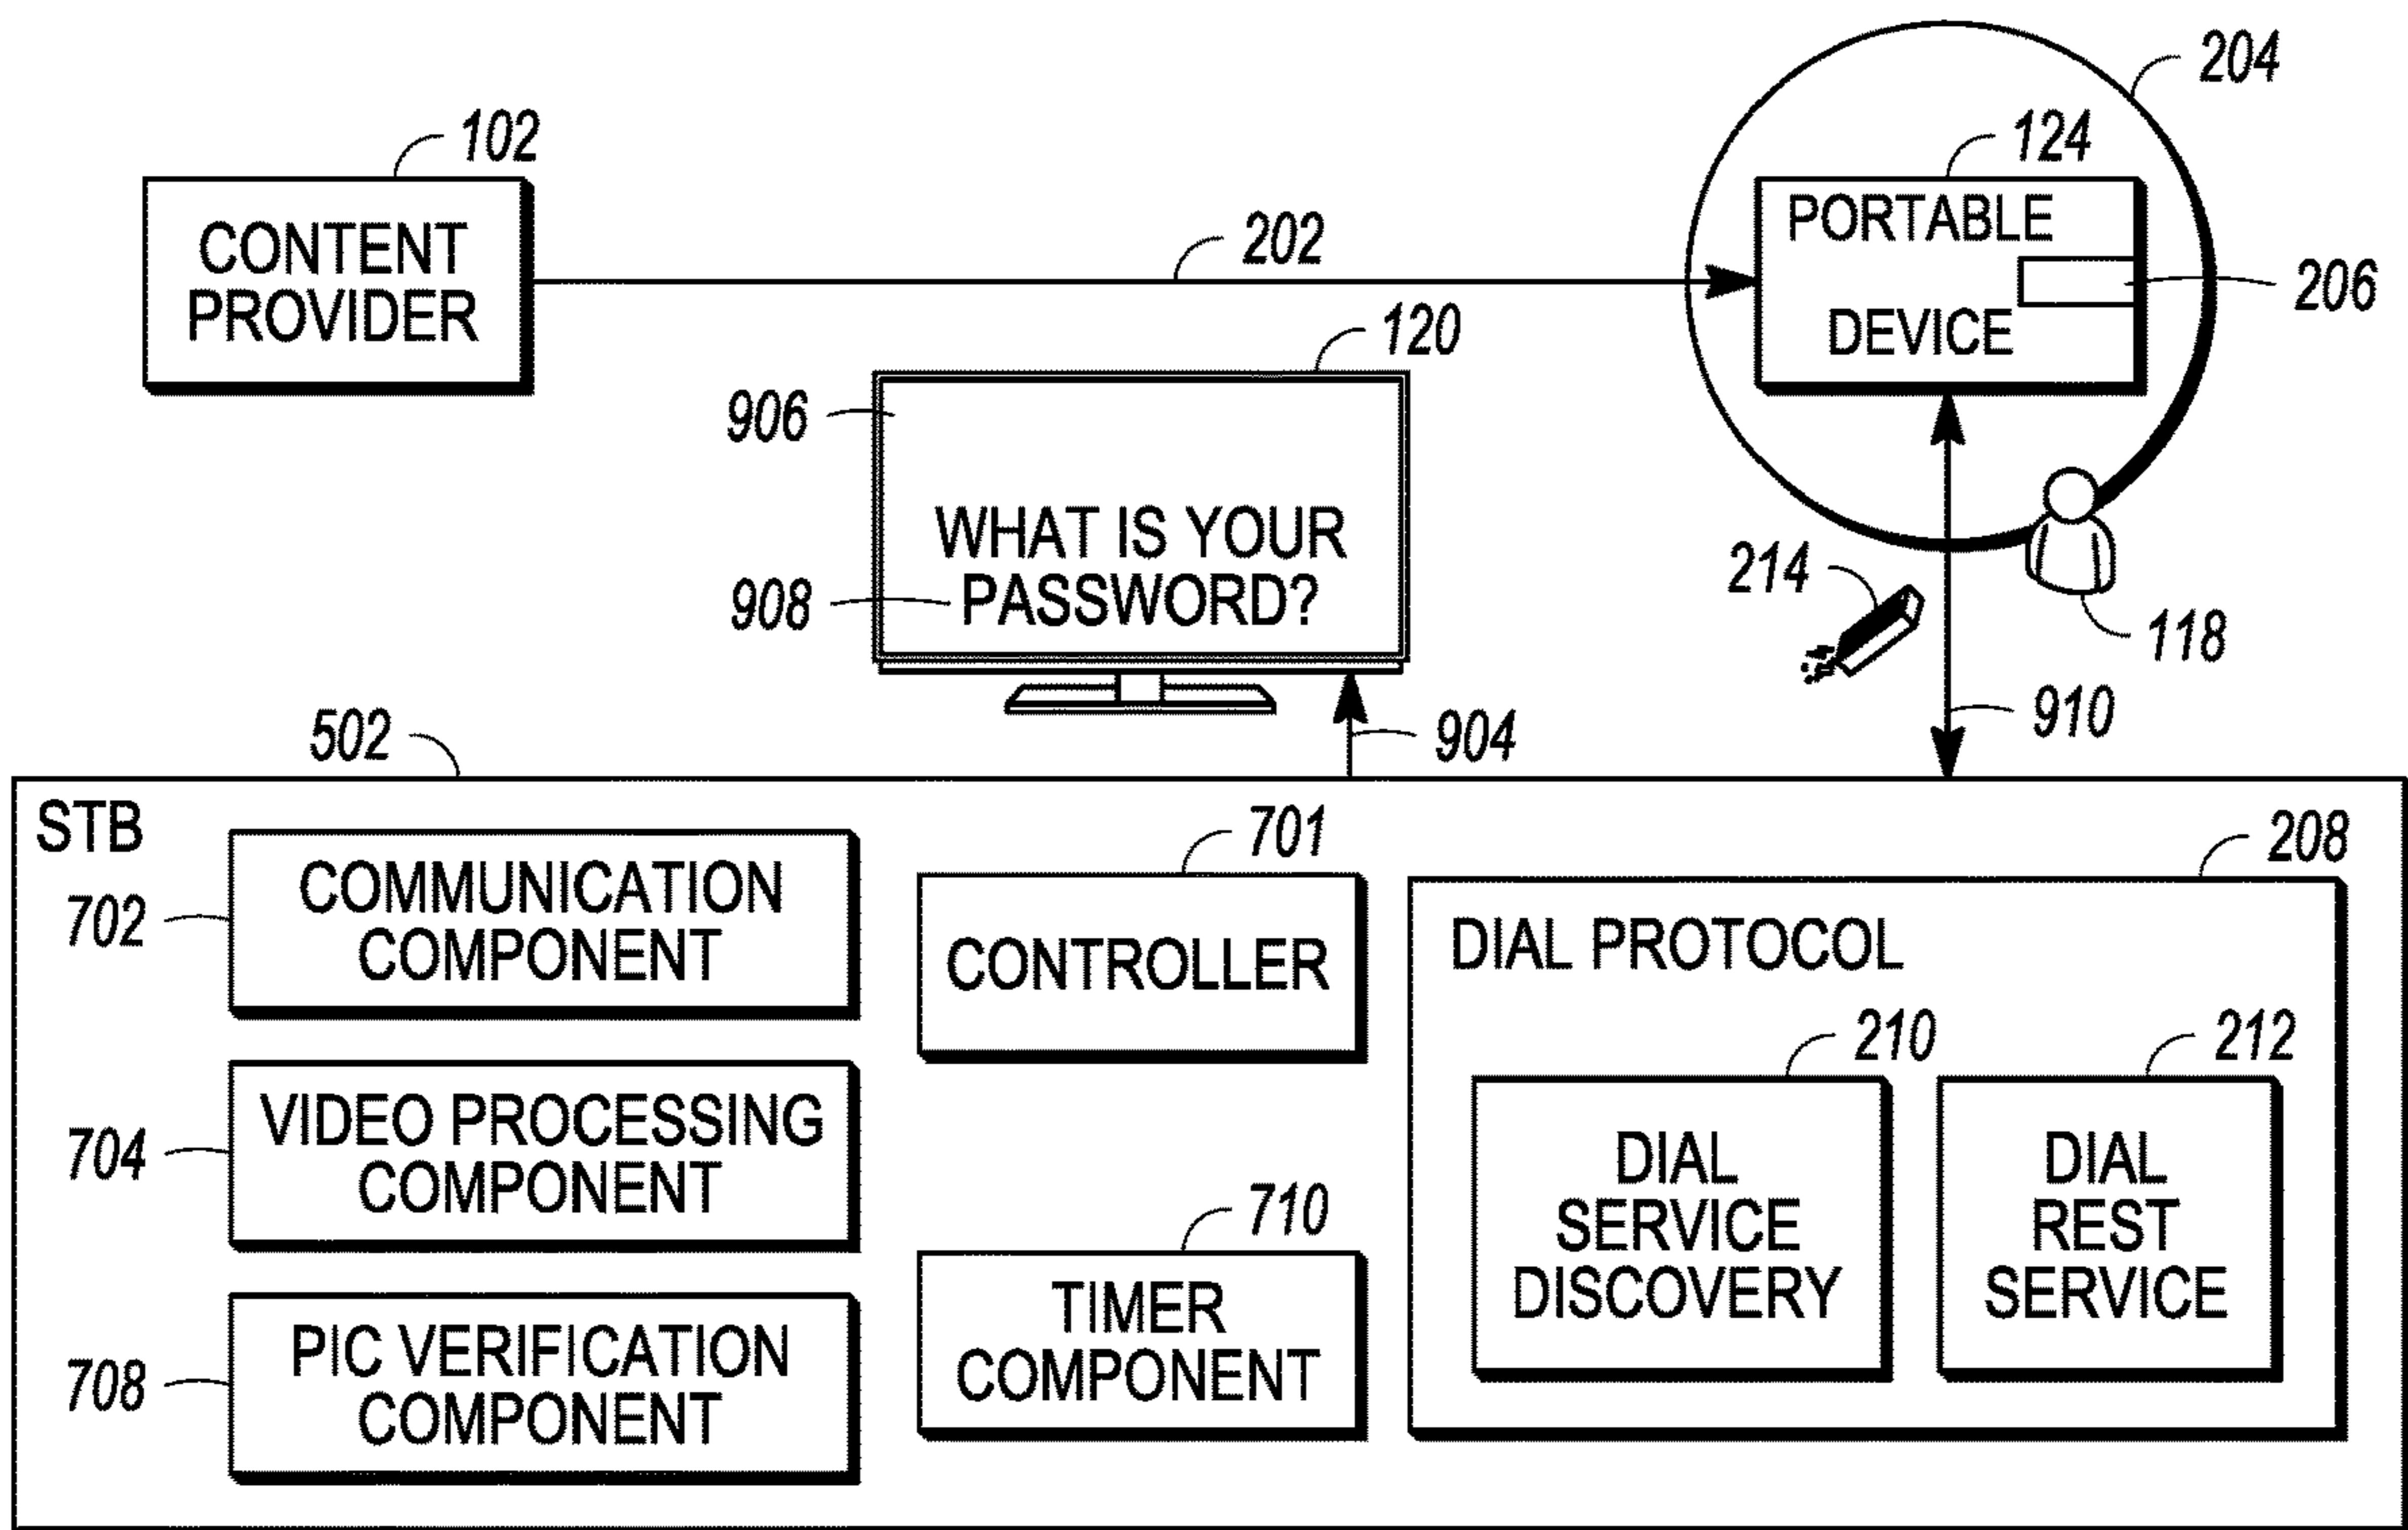 204
102
124
CONTENT
PROVIDER
202
PORTABLE
DEVICE
206
120
906
WHAT IS YOUR
PASSWORD?
908
214
118
910
904
502
STB
702
COMMUNICATION
COMPONENT
701
CONTROLLER
208
DIAL PROTOCOL
704
VIDEO PROCESSING
COMPONENT
210
DIAL
SERVICE
DISCOVERY
212
DIAL
REST
SERVICE
708
PIC VERIFICATION
COMPONENT
710
TIMER
COMPONENT